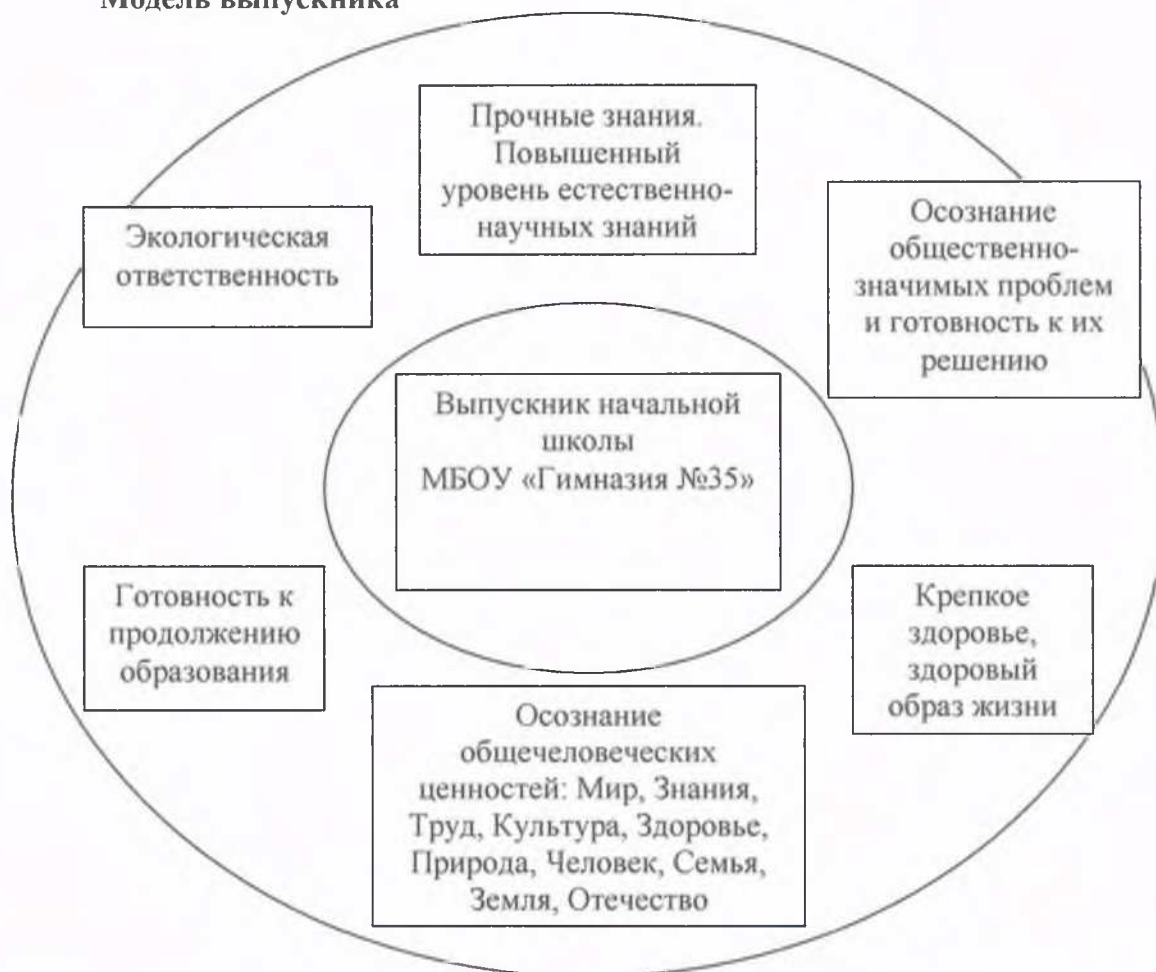 Модель выпускника
Прочные знания.
Повышенный
уровень естественно-
научных знаний
Экологическая
ответственность
Осознание
общественно-
значимых проблем
и готовность к их
решению
Выпускник начальной
школы
МБОУ «Гимназия №35»
Готовность к
продолжению
образования
Крепкое
здоровье,
здоровый
образ жизни
Осознание
общечеловеческих
ценностей: Мир, Знания,
Труд, Культура, Здоровье,
Природа, Человек, Семья,
Земля, Отечество